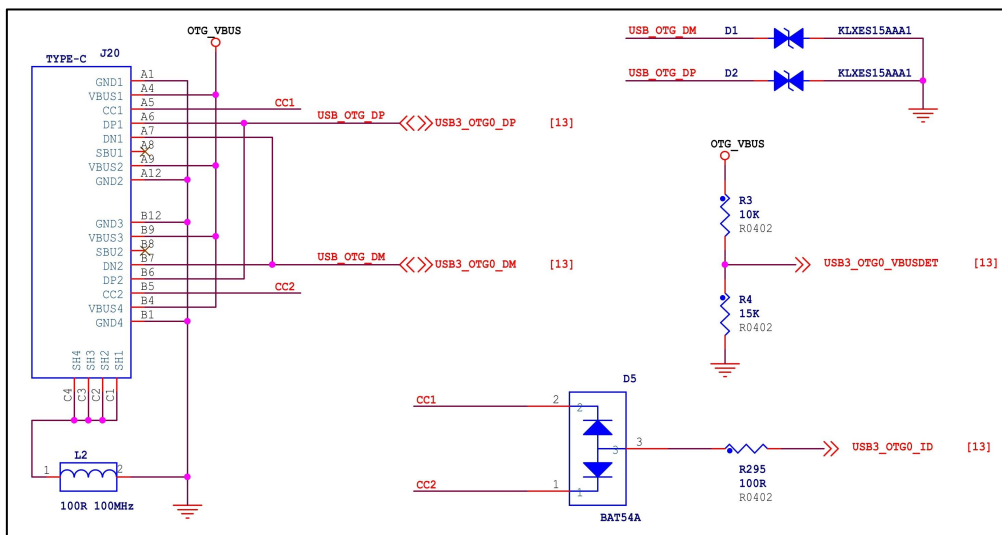 OTG_VBUS
J20
TYPE-C
GND1 A1
VBUS1 A4
CC1 A5 CC1
DP1 A6 USB_OTG_DP USB3_OTG0_DP [13]
DN1 A7
SBU1 A8
VBUS2 A9
GND2 A12
GND3 B12
VBUS3 B9
SBU2 B8
DN2 B7 USB_OTG_DM USB3_OTG0_DM [13]
DP2 B6
CC2 B5 CC2
VBUS4 B4
GND4 B1
SH4 SH3 SH2 SH1
C4 C3 C2 C1
L2
1 2
100R 100MHz
USB_OTG_DM D1 KLXES15AAA1
USB_OTG_DP D2 KLXES15AAA1
OTG_VBUS
R3
10K
R0402
USB3_OTG0_VBUSDET [13]
R4
15K
R0402
D5
CC1 2 2
3 3 USB3_OTG0_ID [13]
R295
100R
R0402
CC2 1 1
BAT54A